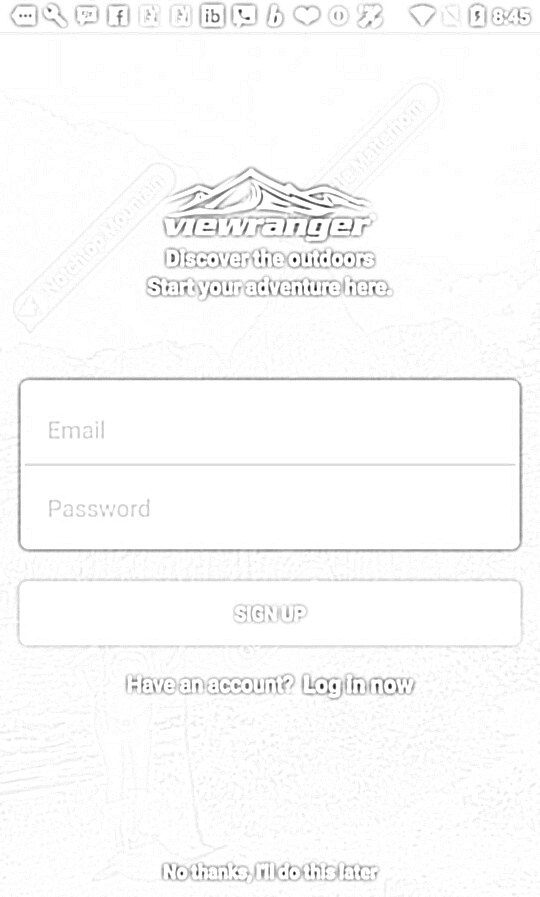 8:45
Matterhorn
Notchtop Mountain
viewranger
Discover the outdoors
Start your adventure here.
Email
Password
SIGN UP
Have an account? Log in now
No thanks, I'll do this later